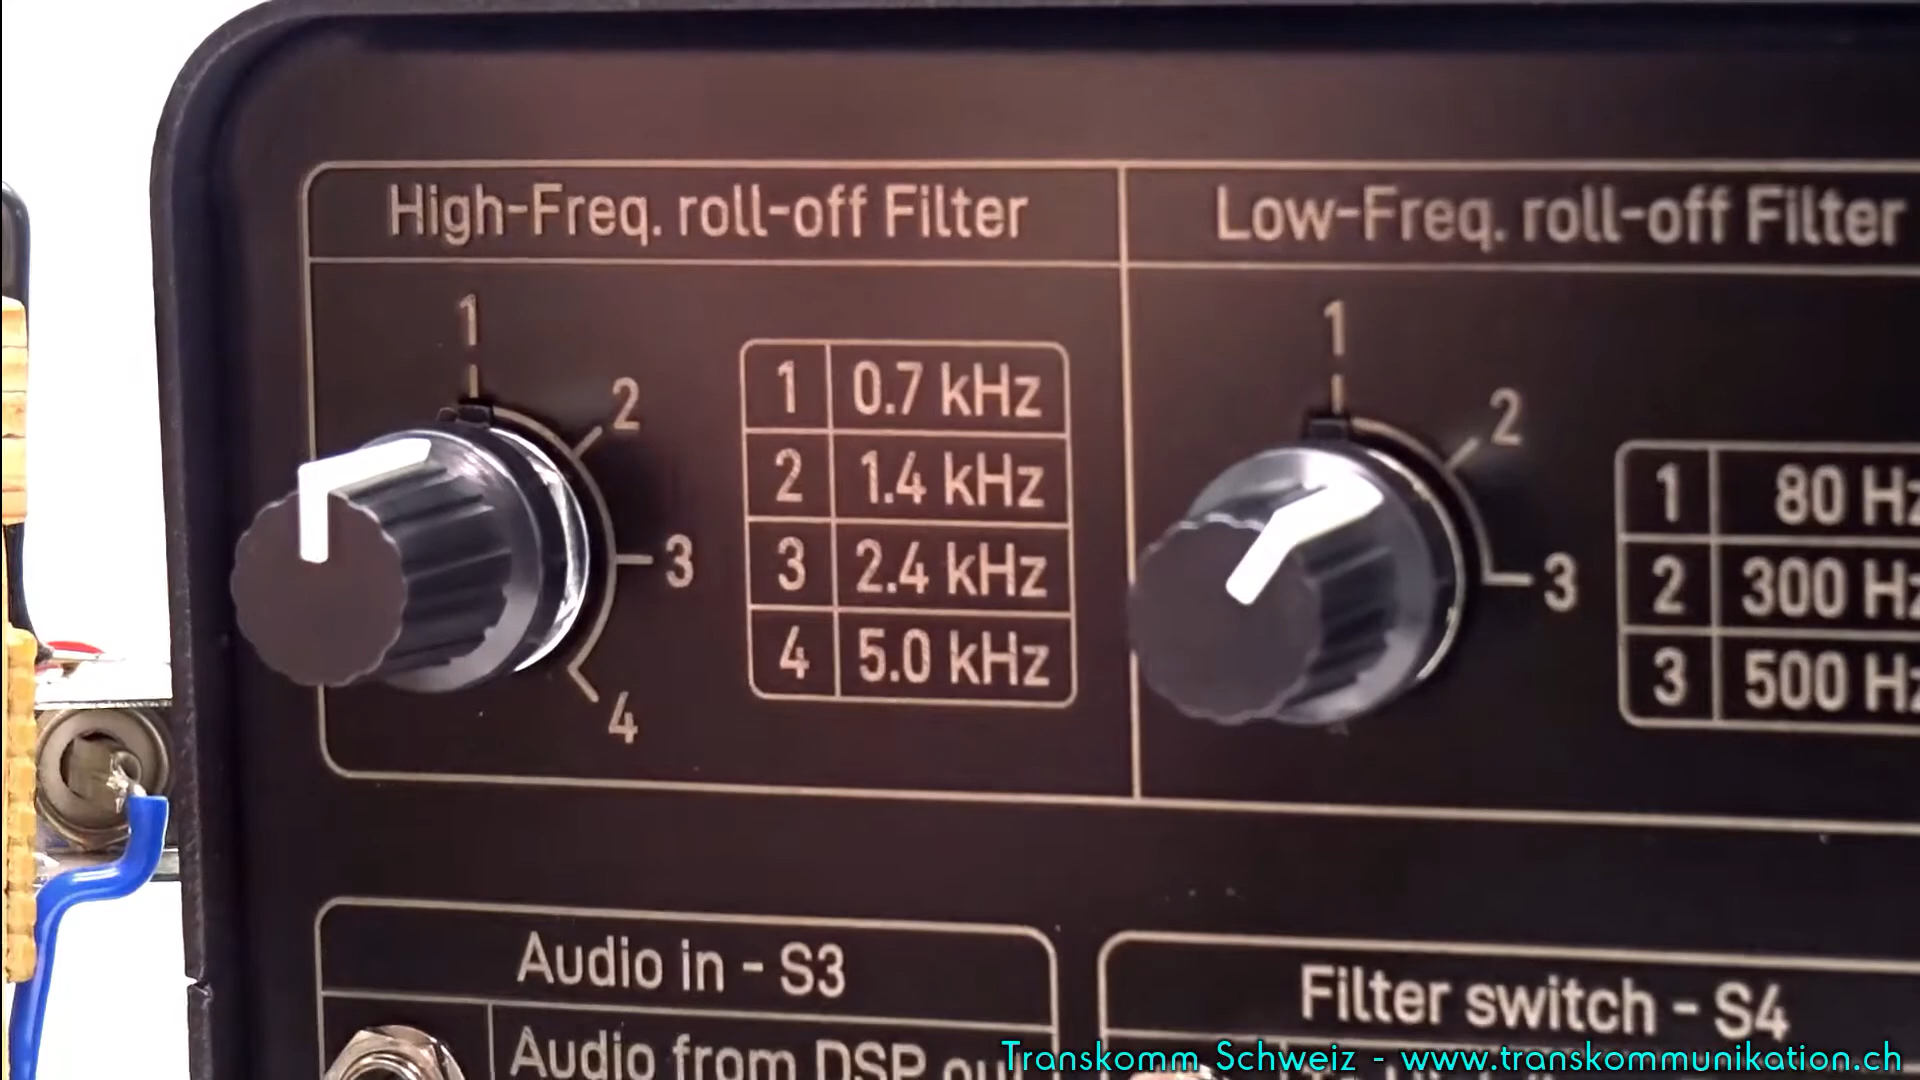 High-Freq. roll-off Filter
1
2
3
4
1 0.7 kHz
2 1.4 kHz
3 2.4 kHz
4 5.0 kHz
Low-Freq. roll-off Filter
1
2
3
1 80 Hz
2 300 Hz
3 500 Hz
Audio in - S3
Audio from DSP
Filter switch - S4
Transkomm Schweiz - www.transkommunikation.ch